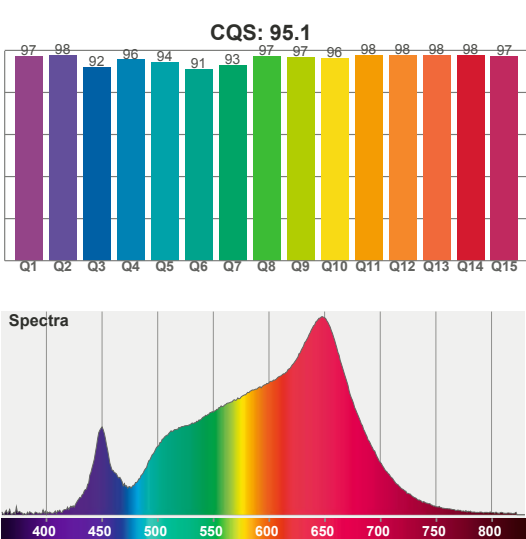 CQS: 95.1
97 98 92 96 94 91 93 97 97 96 98 98 98 98 97
Q1 Q2 Q3 Q4 Q5 Q6 Q7 Q8 Q9 Q10 Q11 Q12 Q13 Q14 Q15
Spectra
400 450 500 550 600 650 700 750 800